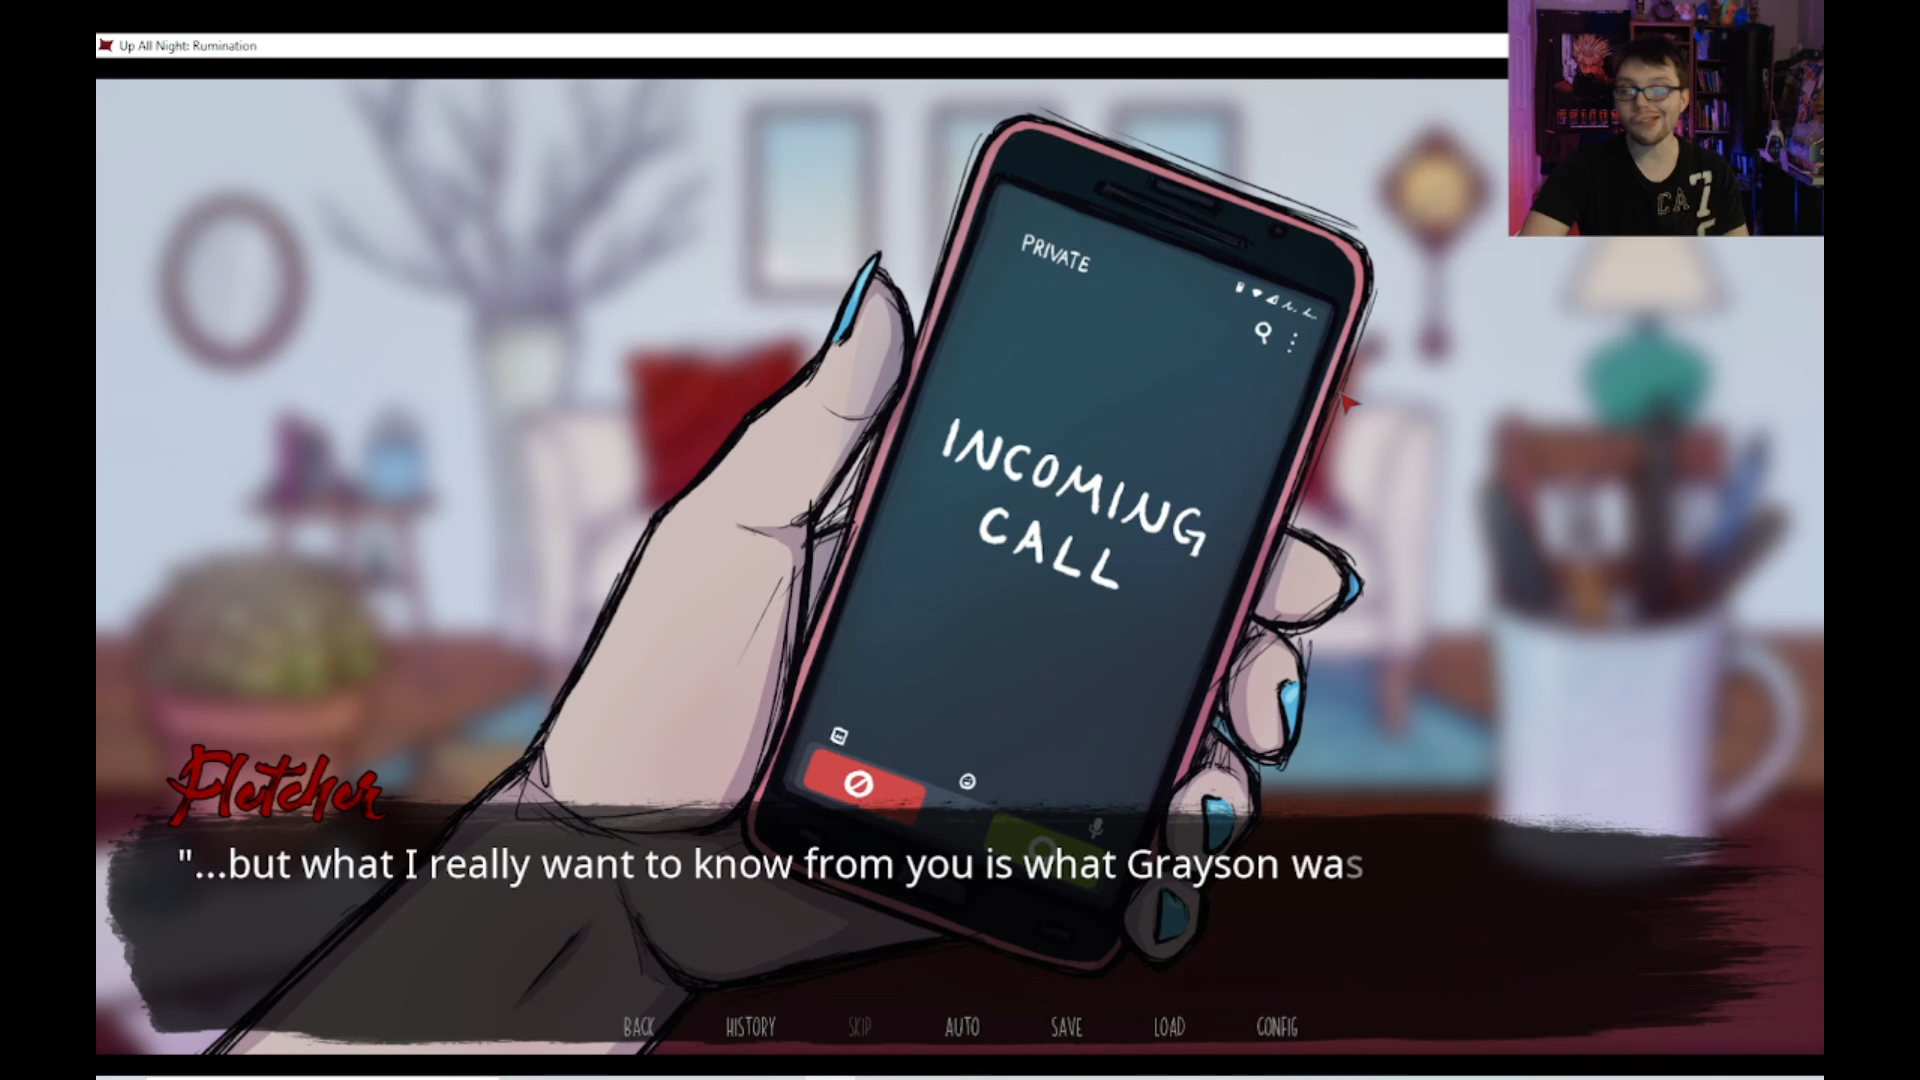 Up All Night: Rumination
PRIVATE
INCOMING
CALL
Fletcher
"...but what I really want to know from you is what Grayson was
BACK HISTORY SKIP AUTO SAVE LOAD CONFIG